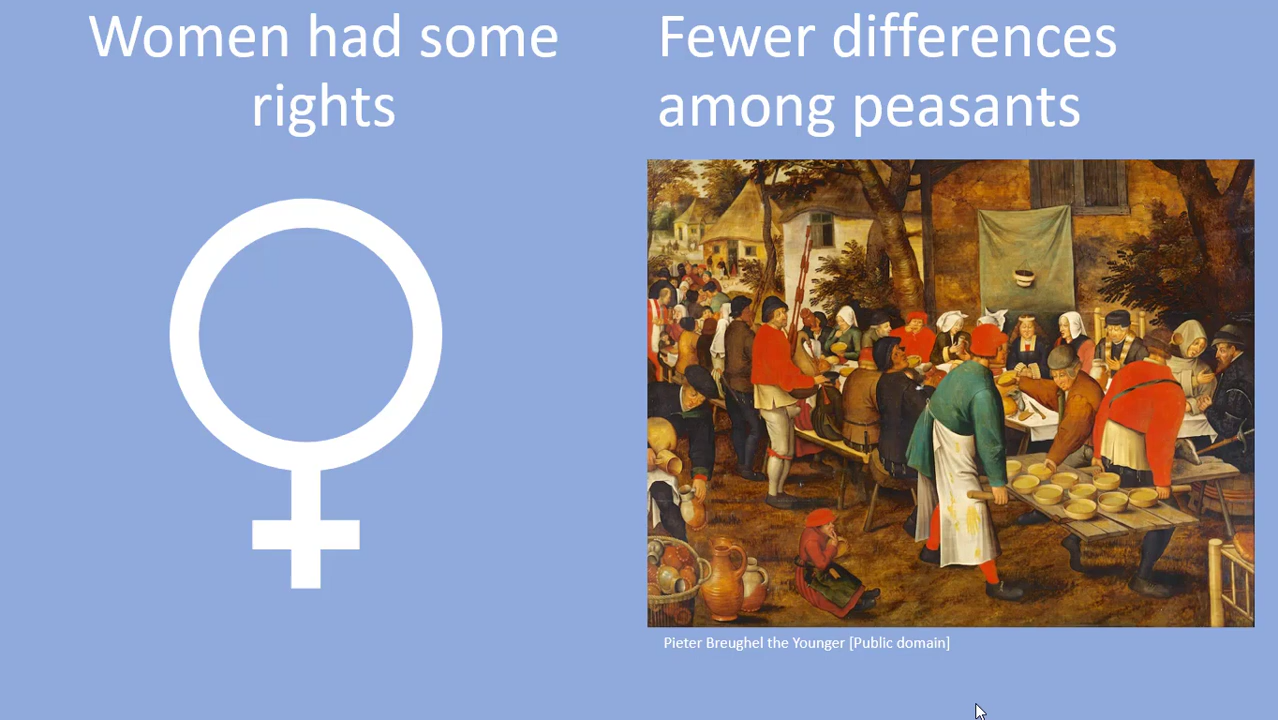 Women had some
rights
Fewer differences
among peasants
Pieter Breughel the Younger [Public domain]